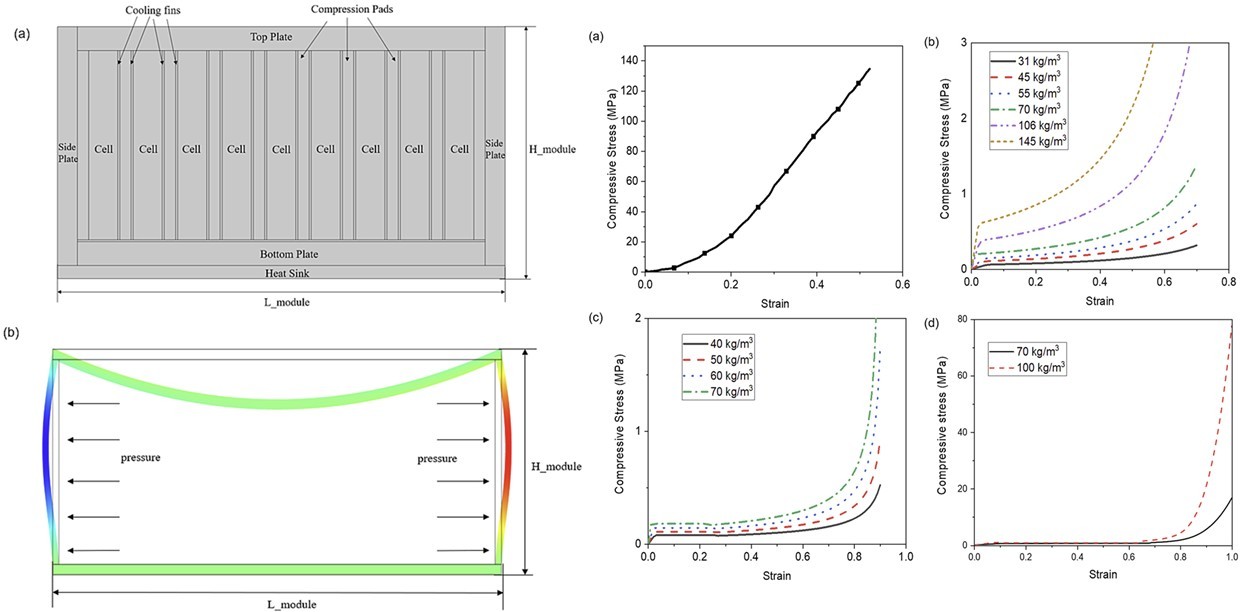 (a)
Cooling fins
Compression Pads
Top Plate
Side
Plate
Cell
Cell
Cell
Cell
Cell
Cell
Cell
Cell
Cell
Side
Plate
H_module
Bottom Plate
Heat Sink
L_module
(b)
pressure
pressure
H_module
L_module
(a)
Compressive Stress (MPa)
140
120
100
80
60
40
20
0
0.0
0.2
0.4
0.6
Strain
(b)
Compressive Stress (MPa)
3
2
1
0
31 kg/m³
45 kg/m³
55 kg/m³
70 kg/m³
106 kg/m³
145 kg/m³
0.0
0.2
0.4
0.6
0.8
Strain
(c)
Compressive Stress (MPa)
2
1
0
40 kg/m³
50 kg/m³
60 kg/m³
70 kg/m³
0.0
0.2
0.4
0.6
0.8
1.0
Strain
(d)
Compressive stress (MPa)
80
60
40
20
0
70 kg/m³
100 kg/m³
0.0
0.2
0.4
0.6
0.8
1.0
Strain